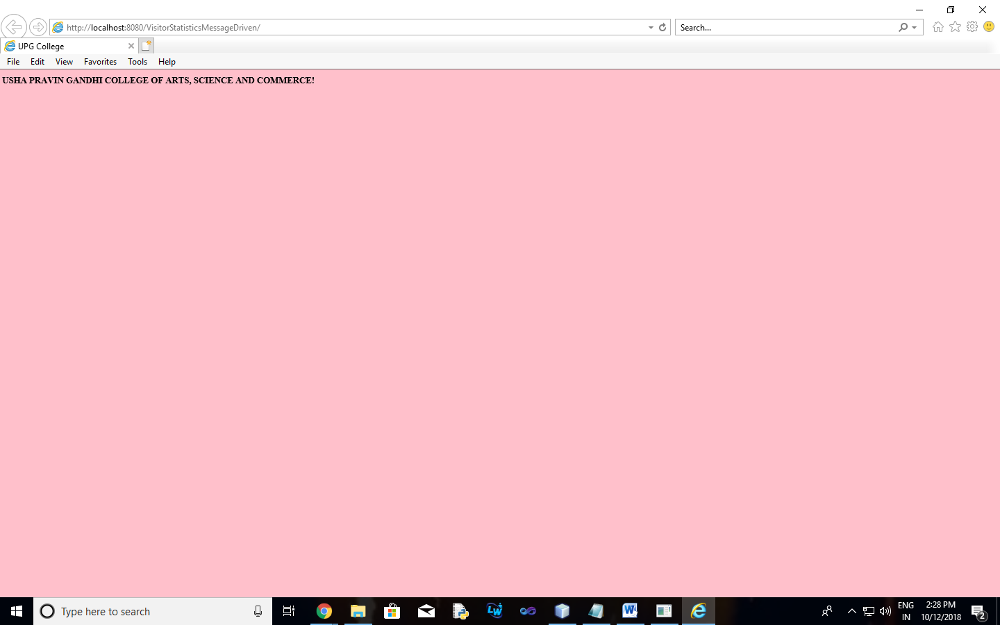 http://localhost:8080/VisitorStatisticsMessageDriven/
Search...
UPG College
File Edit View Favorites Tools Help
USHA PRAVIN GANDHI COLLEGE OF ARTS, SCIENCE AND COMMERCE!
Type here to search
LW
W
ENG
IN
2:28 PM
10/12/2018
2